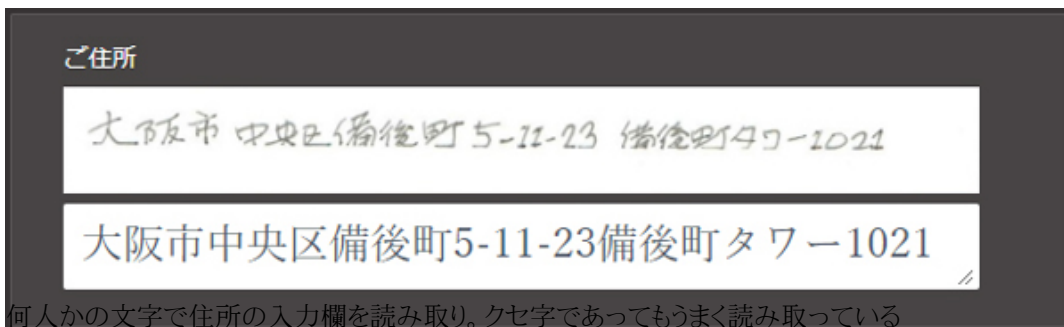 ご住所
大阪市中央区備後町5-11-23 備後町タワー1021
大阪市中央区備後町5-11-23備後町タワー1021
何人かの文字で住所の入力欄を読み取り。クセ字であってもうまく読み取っている